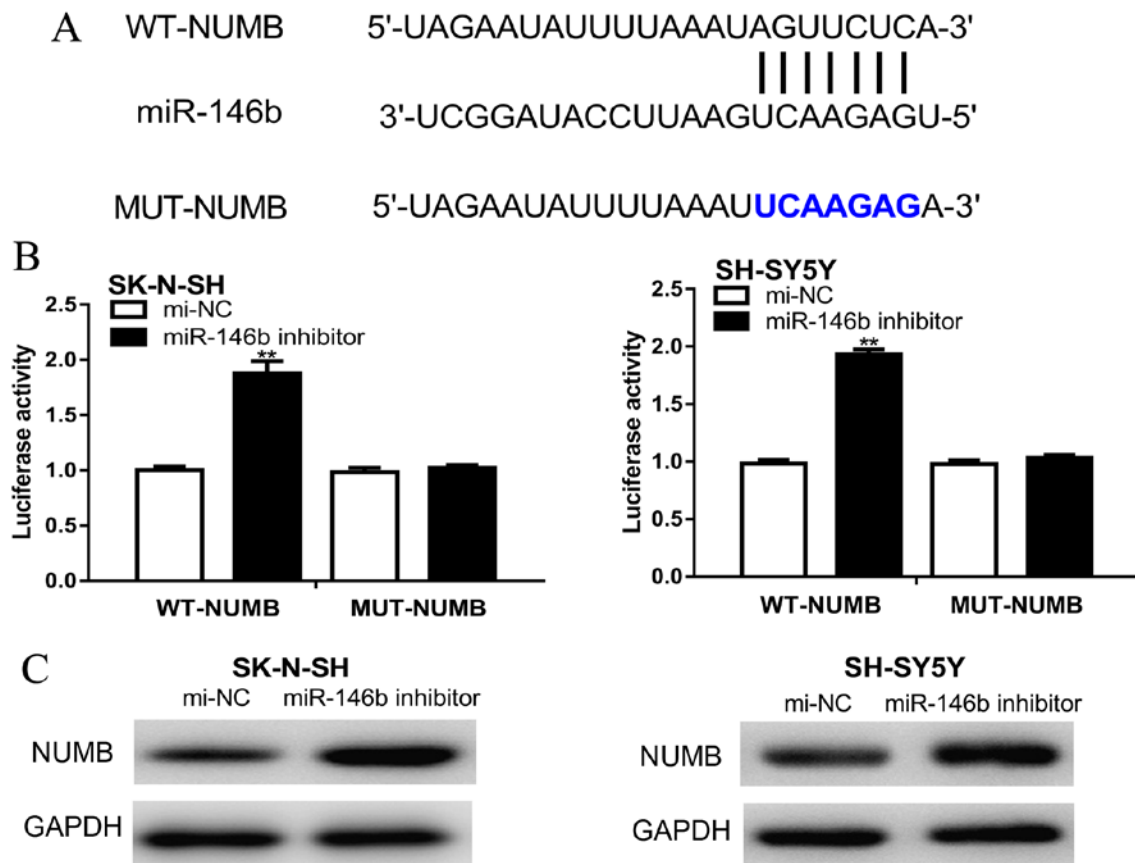 A
WT-NUMB 5'-UAGAAUAUUUUAAAUAGUUCUCA-3'
miR-146b 3'-UCGGAUACCUUAAGUCAAGAGU-5'
MUT-NUMB 5'-UAGAAUAUUUUAAAUUCAAGAGA-3'
B
SK-N-SH
mi-NC
miR-146b inhibitor
**
Luciferase activity
2.5
2.0
1.5
1.0
0.5
0.0
WT-NUMB MUT-NUMB
SH-SY5Y
mi-NC
miR-146b inhibitor
**
Luciferase activity
2.5
2.0
1.5
1.0
0.5
0.0
WT-NUMB MUT-NUMB
C
SK-N-SH
mi-NC miR-146b inhibitor
NUMB
GAPDH
SH-SY5Y
mi-NC miR-146b inhibitor
NUMB
GAPDH